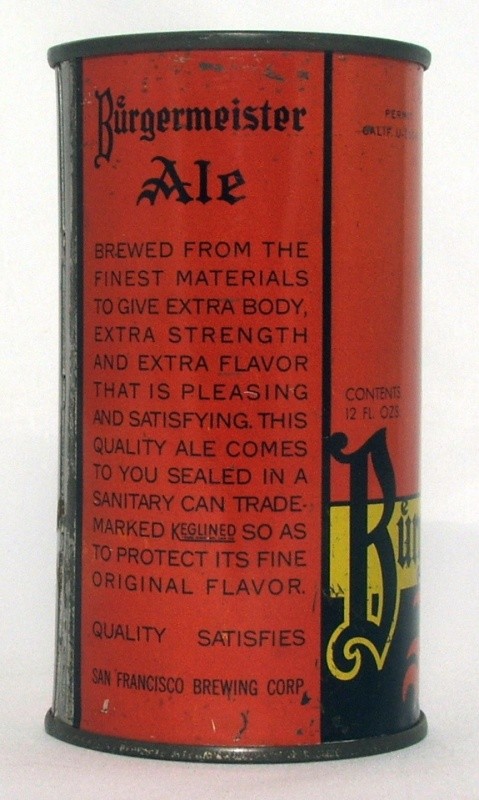 Bürgermeister
Ale
BREWED FROM THE
FINEST MATERIALS
TO GIVE EXTRA BODY,
EXTRA STRENGTH
AND EXTRA FLAVOR
THAT IS PLEASING
AND SATISFYING. THIS
QUALITY ALE COMES
TO YOU SEALED IN A
SANITARY CAN TRADE-
MARKED KEGLINED SO AS
TO PROTECT ITS FINE
ORIGINAL FLAVOR.
QUALITY SATISFIES
SAN FRANCISCO BREWING CORP.
CALIF. U-
CONTENTS
12 FL. OZS.
Bür